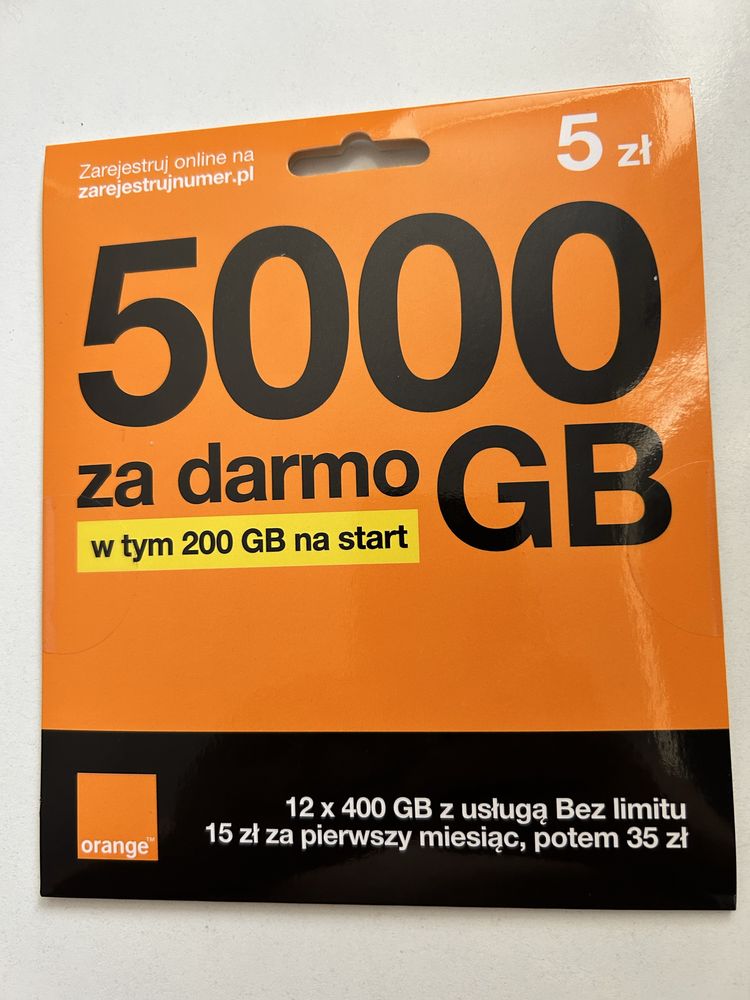 Zarejestruj online na
zarejestrujnumer.pl
5 zł
5000
za darmo GB
w tym 200 GB na start
12 x 400 GB z usługą Bez limitu
15 zł za pierwszy miesiąc, potem 35 zł
orange™